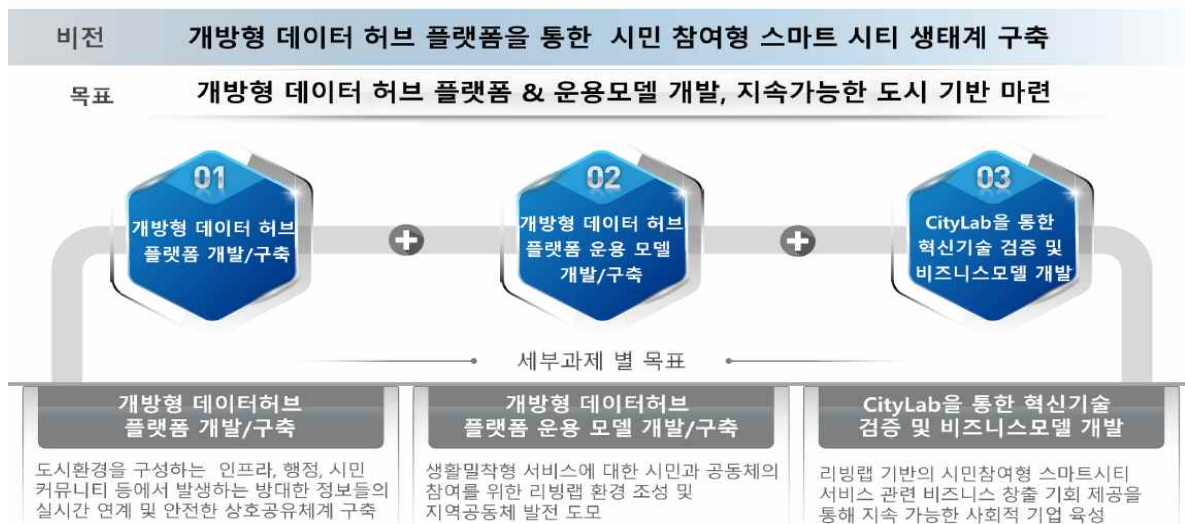 비전 개방형 데이터 허브 플랫폼을 통한 시민 참여형 스마트 시티 생태계 구축
목표 개방형 데이터 허브 플랫폼 & 운용모델 개발, 지속가능한 도시 기반 마련
01
개방형 데이터 허브
플랫폼 개발/구축
02
개방형 데이터 허브
플랫폼 운용 모델
개발/구축
03
CityLab을 통한
혁신기술 검증 및
비즈니스모델 개발
세부과제 별 목표
개방형 데이터허브
플랫폼 개발/구축
도시환경을 구성하는 인프라, 행정, 시민
커뮤니티 등에서 발생하는 방대한 정보들의
실시간 연계 및 안전한 상호공유체계 구축
개방형 데이터허브
플랫폼 운용 모델 개발/구축
생활밀착형 서비스에 대한 시민과 공동체의
참여를 위한 리빙랩 환경 조성 및
지역공동체 발전 도모
CityLab을 통한 혁신기술
검증 및 비즈니스모델 개발
리빙랩 기반의 시민참여형 스마트시티
서비스 관련 비즈니스 창출 기회 제공을
통해 지속 가능한 사회적 기업 육성